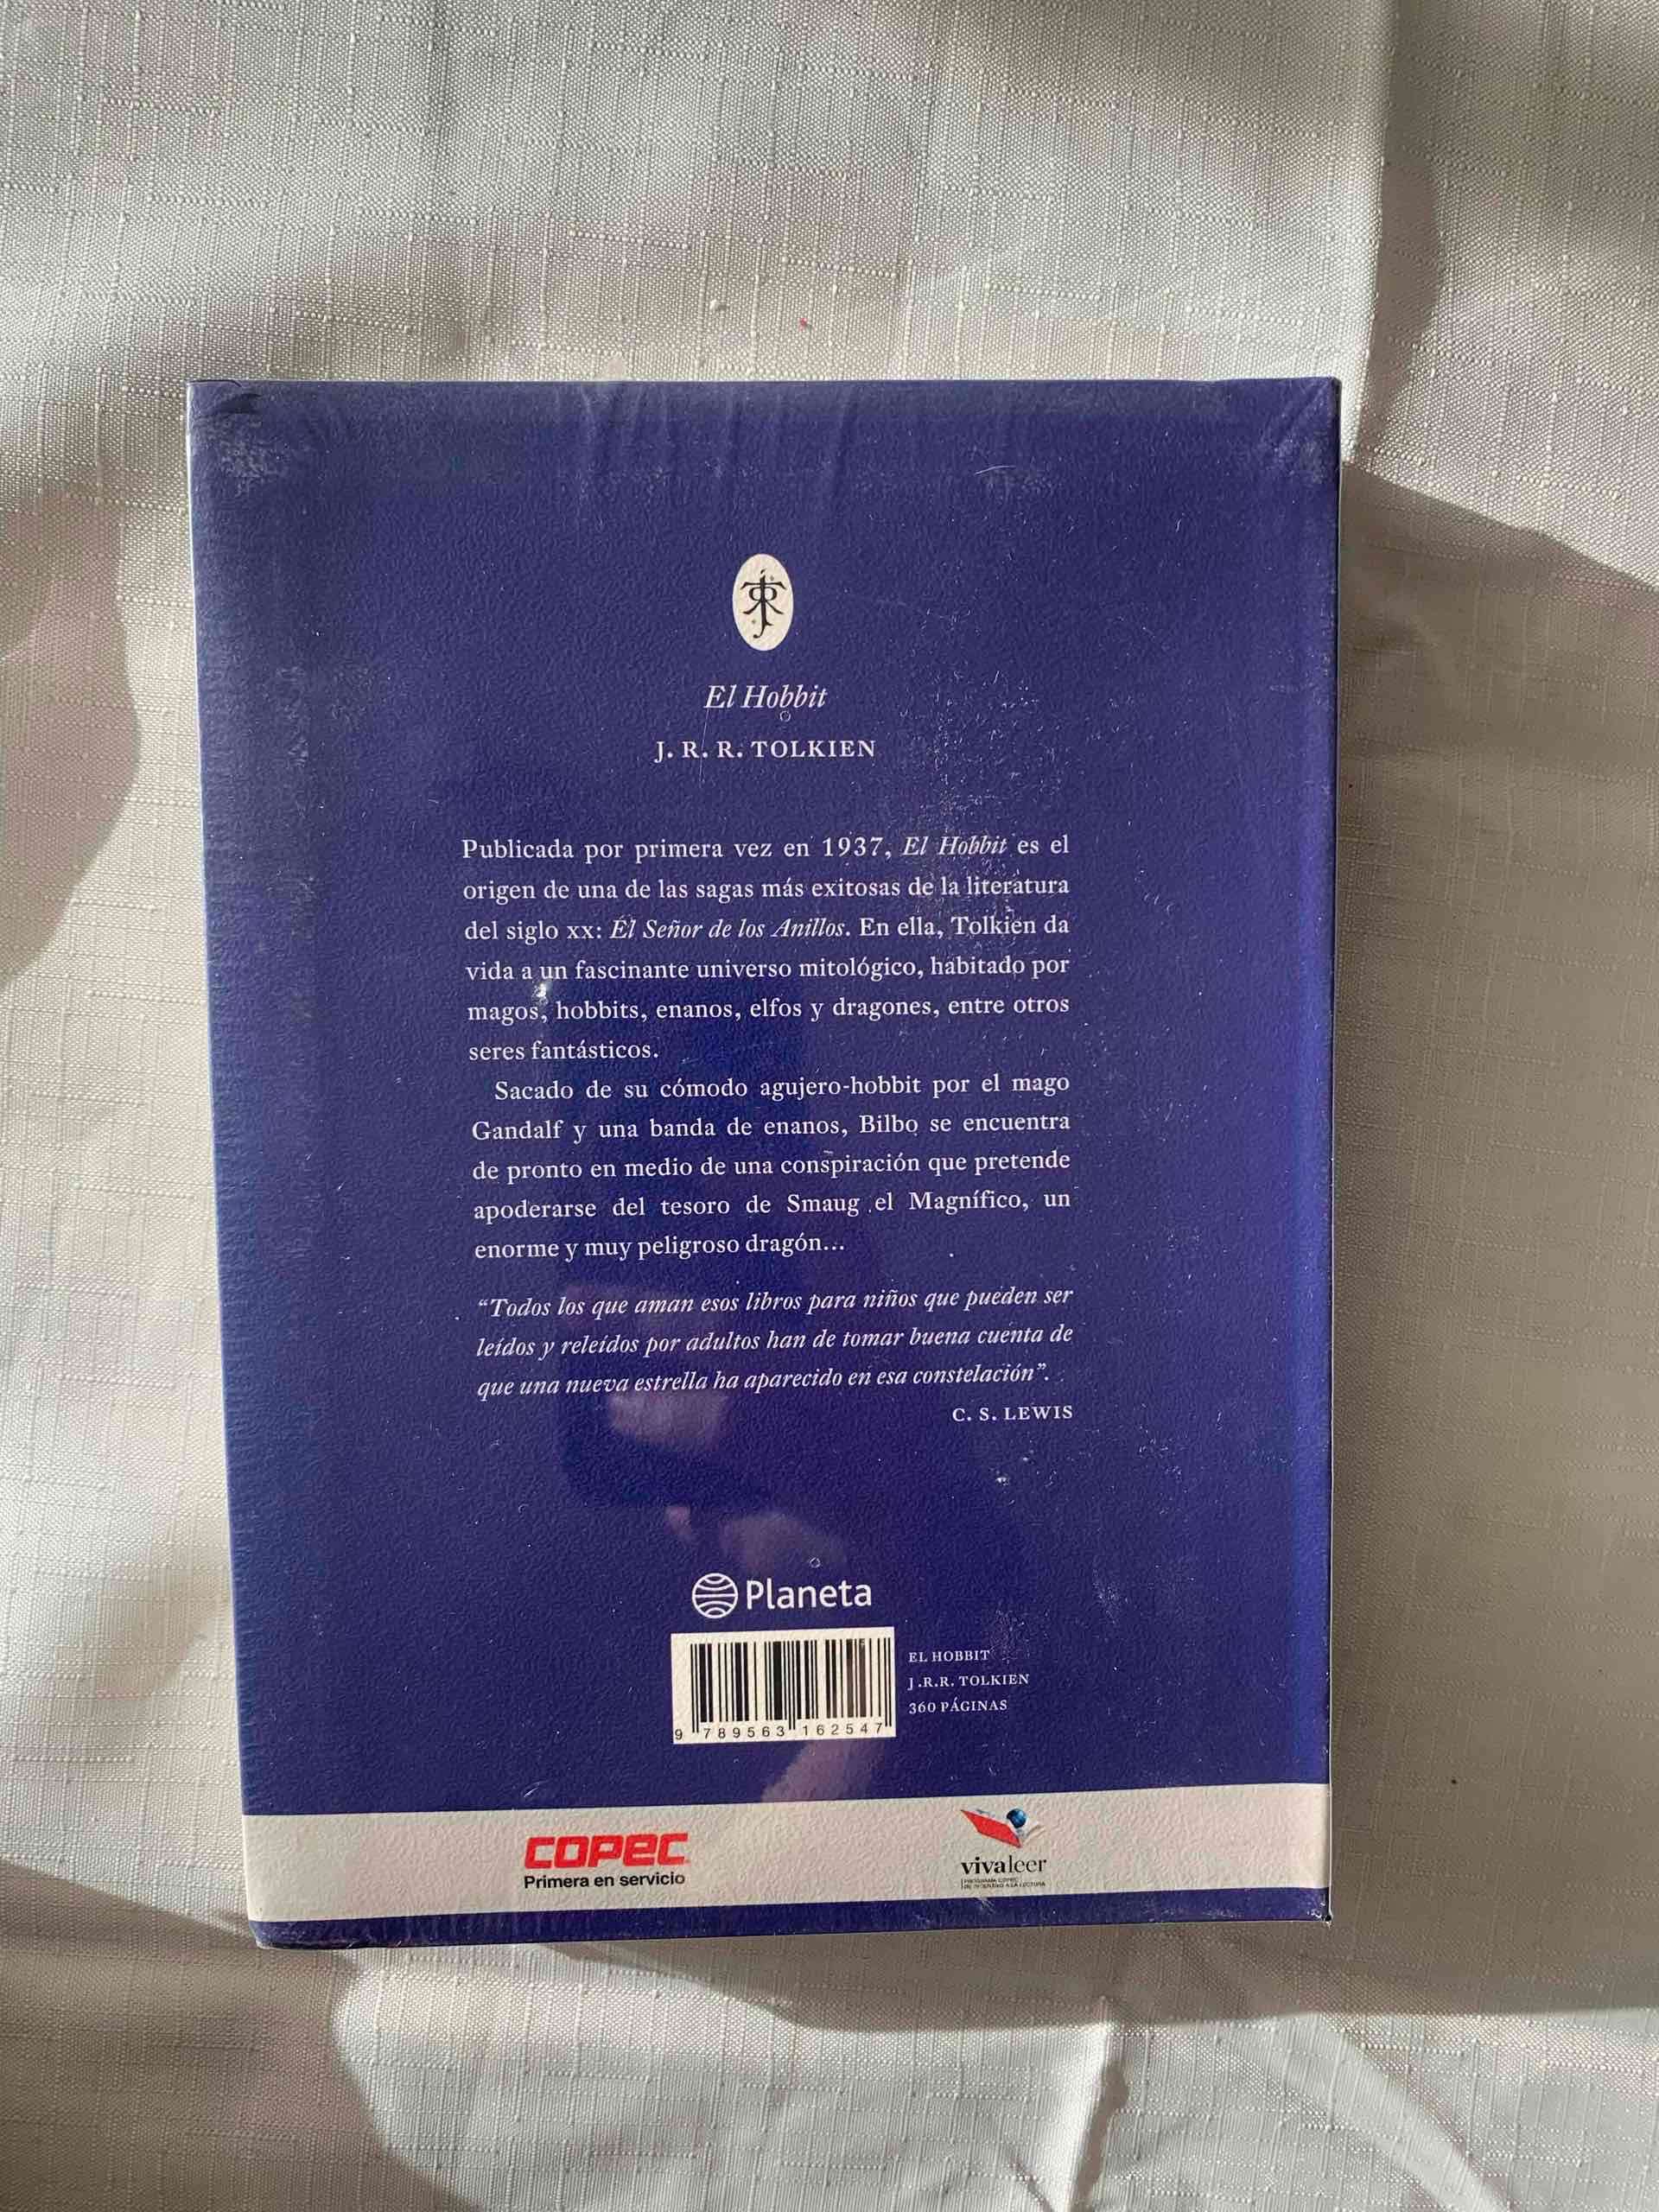 El Hobbit
J. R. R. TOLKIEN
Publicada por primera vez en 1937, El Hobbit es el
origen de una de las sagas más exitosas de la literatura
del siglo XX: El Señor de los Anillos. En ella, Tolkien da
vida a un fascinante universo mitológico, habitado por
magos, hobbits, enanos, elfos y dragones, entre otros
seres fantásticos.
Sacado de su cómodo agujero-hobbit por el mago
Gandalf y una banda de enanos, Bilbo se encuentra
de pronto en medio de una conspiración que pretende
apoderarse del tesoro de Smaug el Magnífico, un
enorme y muy peligroso dragón...
“Todos los que aman esos libros para niños que pueden ser
leídos y releídos por adultos han de tomar buena cuenta de
que una nueva estrella ha aparecido en esa constelación”.
C. S. LEWIS
Planeta
9 789563 162547
EL HOBBIT
J.R.R. TOLKIEN
360 PÁGINAS
COPEC
Primera en servicio
vivaleer
PROGRAMA COPEC
DE INCENTIVO A LA LECTURA